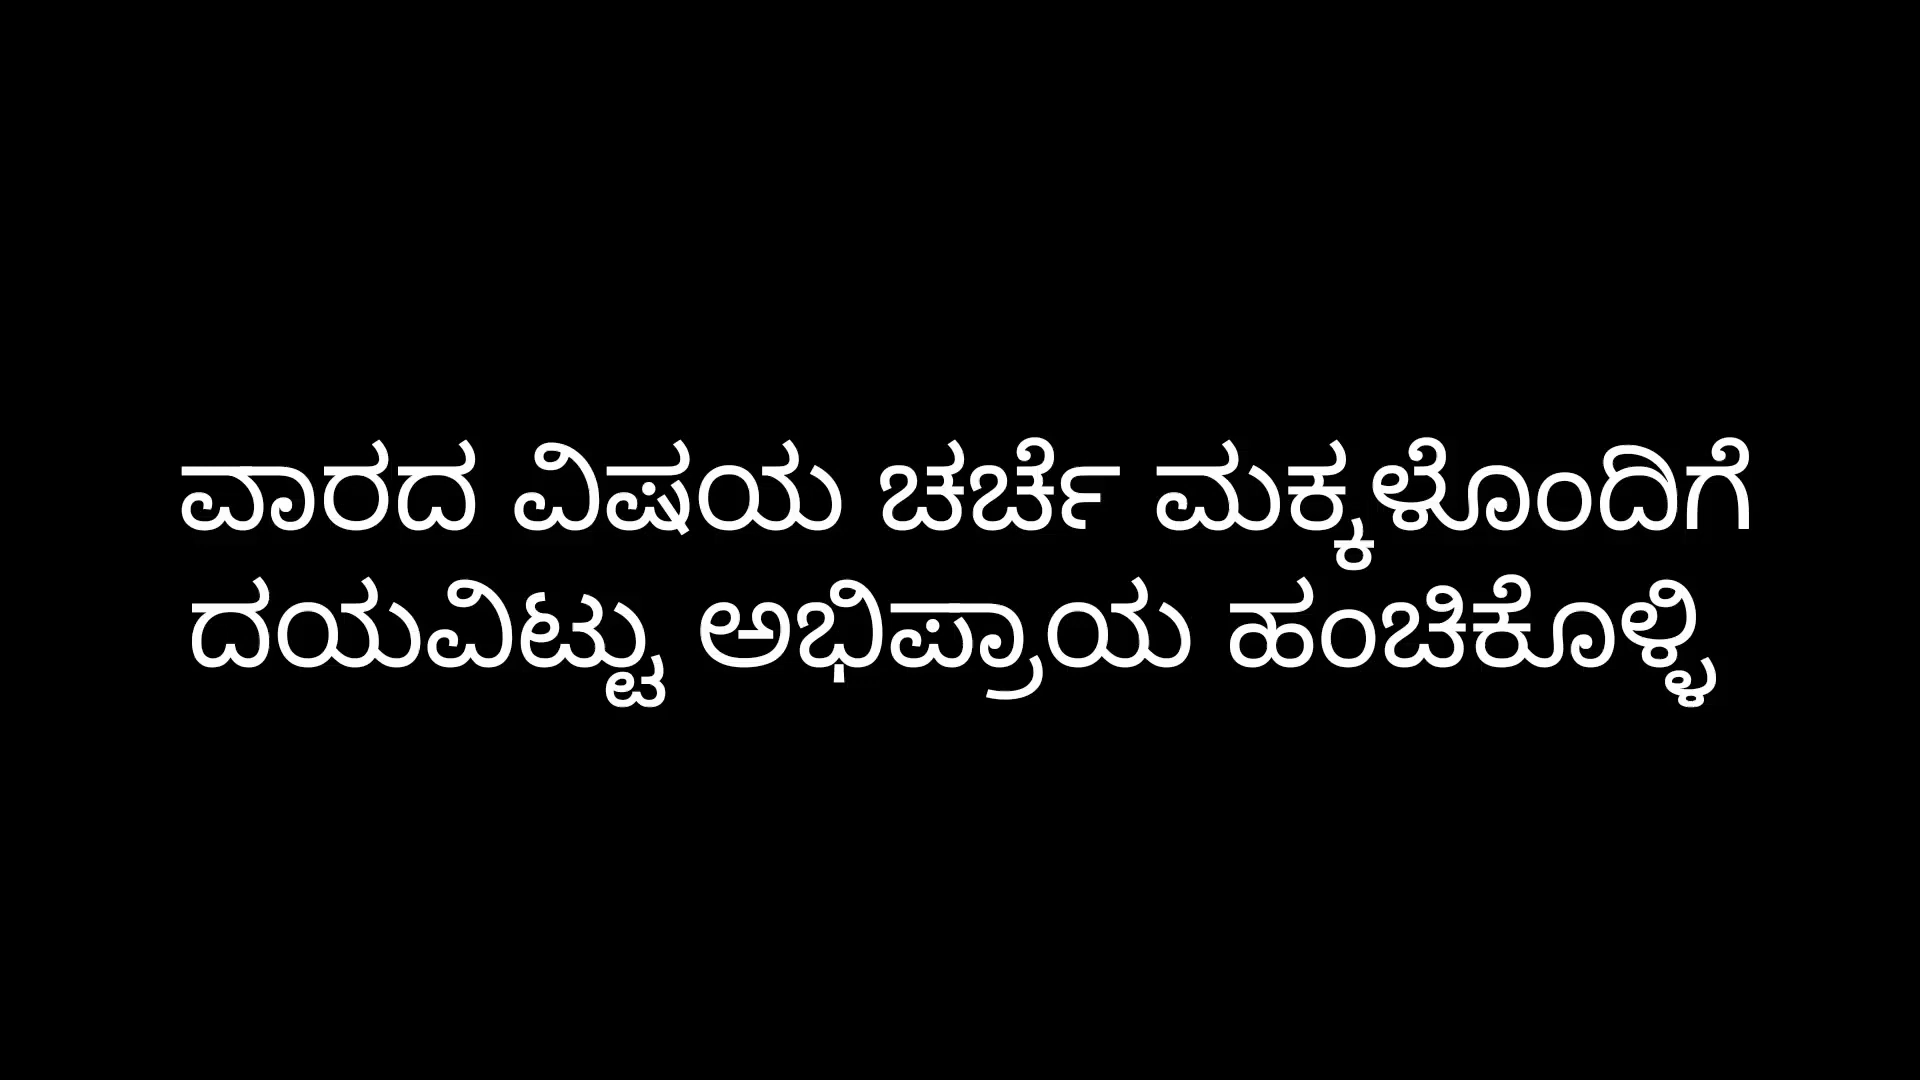 ವಾರದ ವಿಷಯ ಚರ್ಚೆ ಮಕ್ಕಳೊಂದಿಗೆ
ದಯವಿಟ್ಟು ಅಭಿಪ್ರಾಯ ಹಂಚಿಕೊಳ್ಳಿ